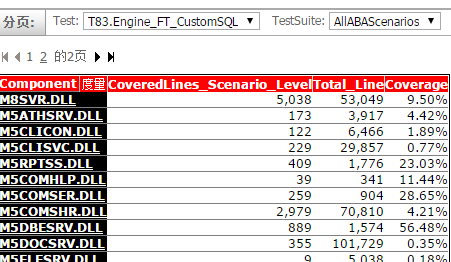 分页: Test: T83.Engine_FT_CustomSQL TestSuite: AllABAScenarios
1 2 的2页
Component 度量 CoveredLines_Scenario_Level Total_Line Coverage
M8SVR.DLL 5,038 53,049 9.50%
M5ATHSRV.DLL 173 3,917 4.42%
M5CLICON.DLL 122 6,466 1.89%
M5CLISVC.DLL 229 29,857 0.77%
M5RPTSS.DLL 409 1,776 23.03%
M5COMHLP.DLL 39 341 11.44%
M5COMSER.DLL 259 904 28.65%
M5COMSHR.DLL 2,979 70,810 4.21%
M5DBESRV.DLL 889 1,574 56.48%
M5DOCSRV.DLL 355 101,729 0.35%
M5FLESRV.DLL 9 5,038 0.18%